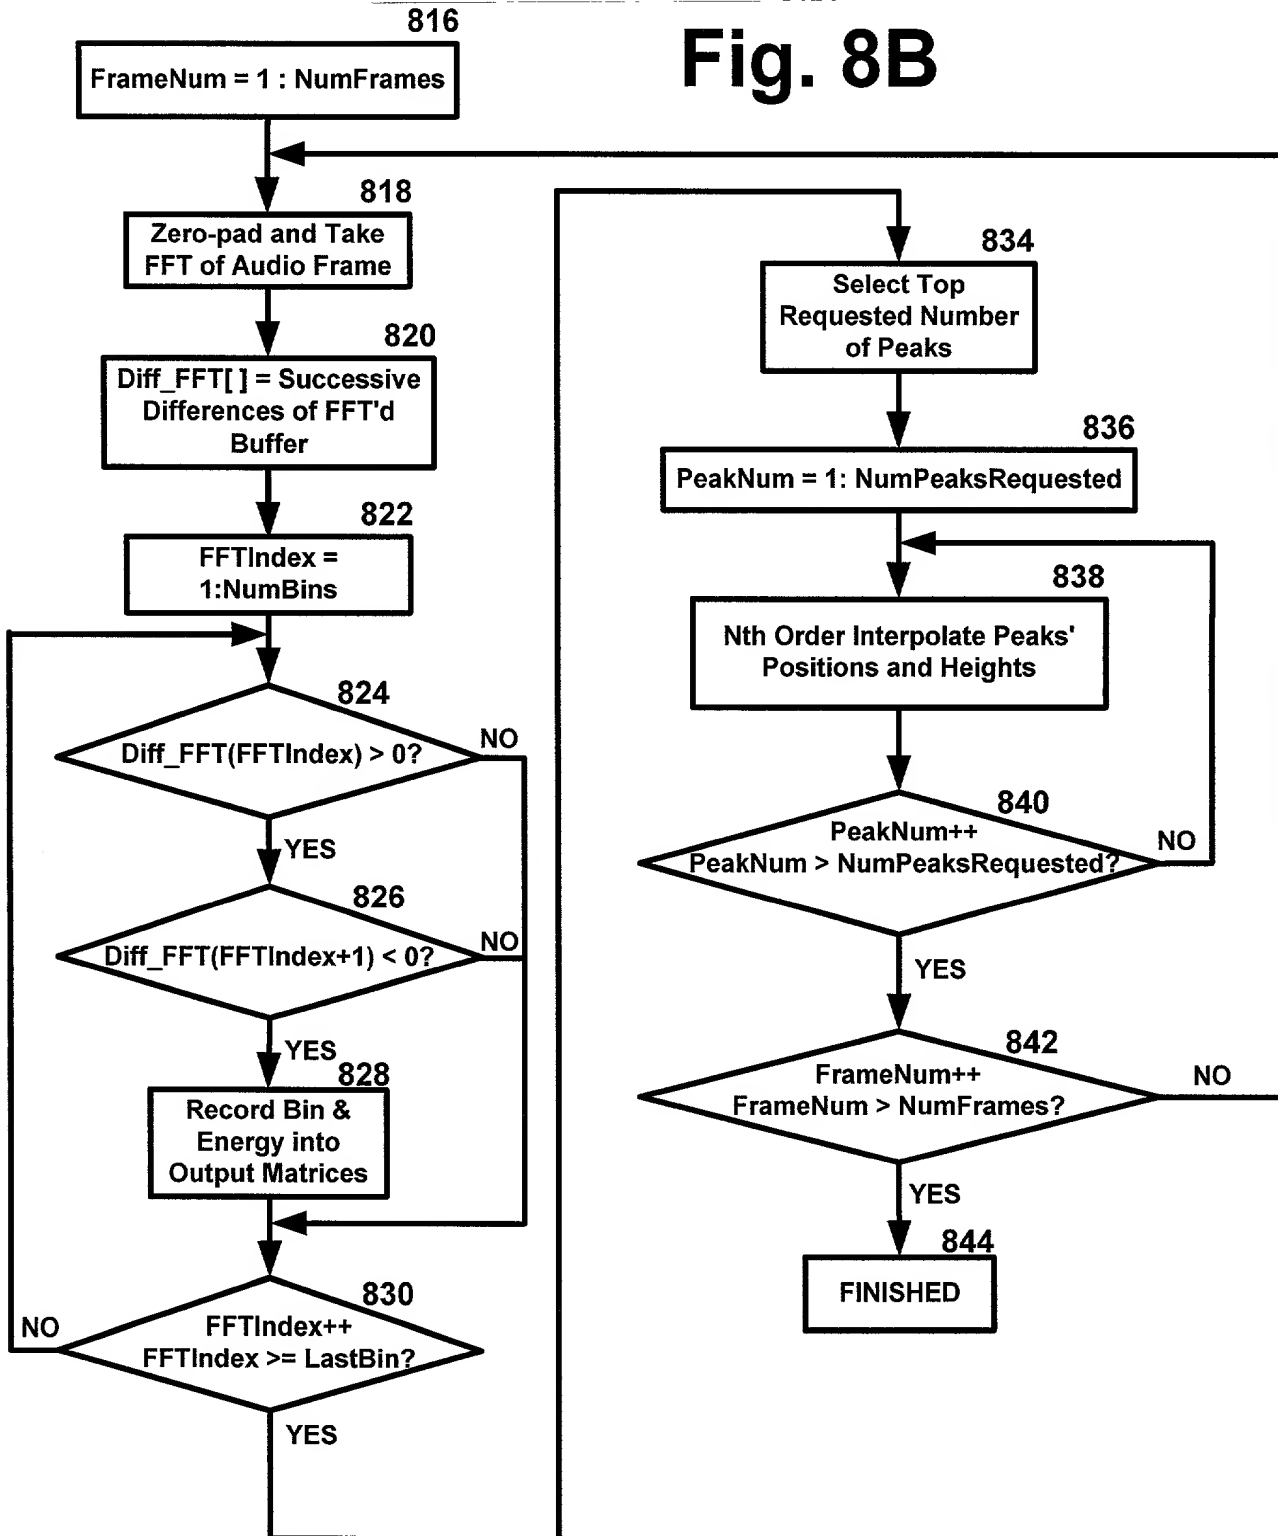 Fig. 8B
816
FrameNum = 1 : NumFrames
818
Zero-pad and Take
FFT of Audio Frame
820
Diff_FFT[ ] = Successive
Differences of FFT'd
Buffer
822
FFTIndex =
1:NumBins
824
Diff_FFT(FFTIndex) > 0?
NO
YES
826
Diff_FFT(FFTIndex+1) < 0?
NO
YES
828
Record Bin &
Energy into
Output Matrices
830
FFTIndex++
FFTIndex >= LastBin?
NO
YES
834
Select Top
Requested Number
of Peaks
836
PeakNum = 1: NumPeaksRequested
838
Nth Order Interpolate Peaks'
Positions and Heights
840
PeakNum++
PeakNum > NumPeaksRequested?
NO
YES
842
FrameNum++
FrameNum > NumFrames?
NO
YES
844
FINISHED